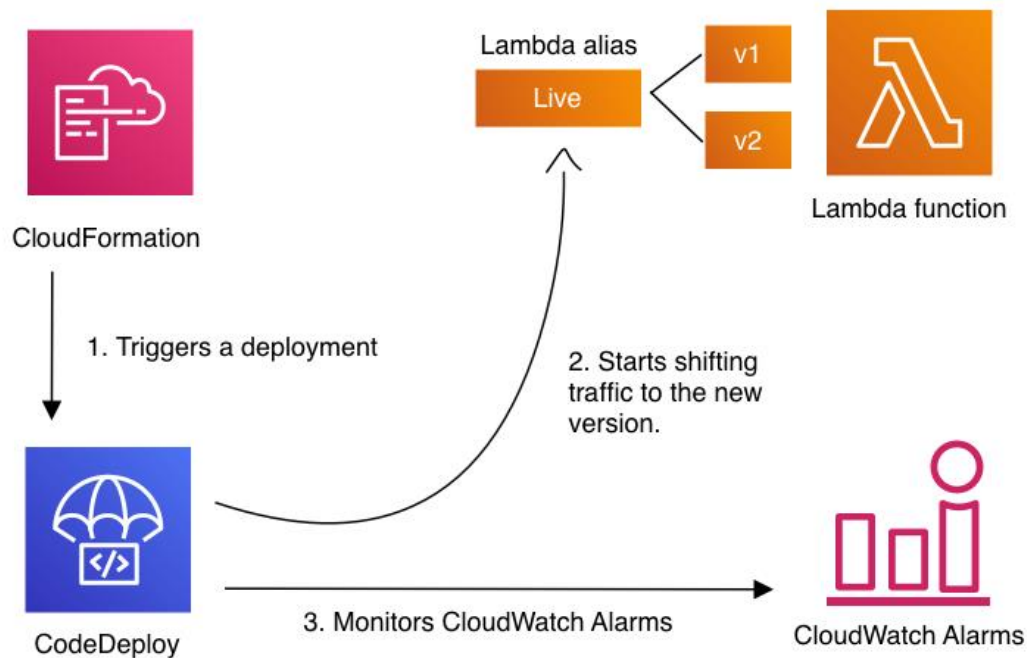 Lambda alias
Live
v1
v2
Lambda function
CloudFormation
1. Triggers a deployment
2. Starts shifting
traffic to the new
version.
</>
CodeDeploy
3. Monitors CloudWatch Alarms
CloudWatch Alarms